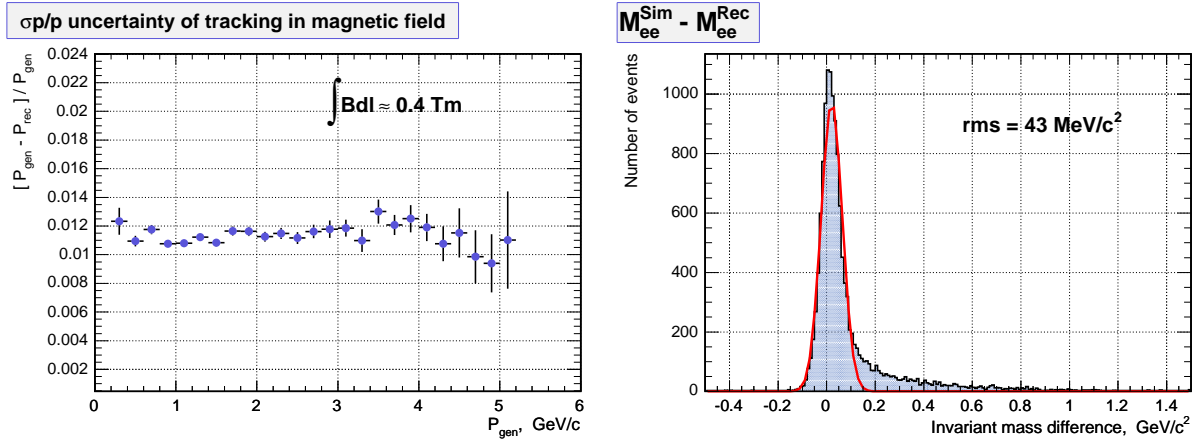 σp/p uncertainty of tracking in magnetic field
[ P_gen - P_rec ] / P_gen
0.024
0.022
0.02
0.018
0.016
0.014
0.012
0.01
0.008
0.006
0.004
0.002
∫ Bdl ≈ 0.4 Tm
0 1 2 3 4 5 6
P_gen, GeV/c
M_ee^Sim - M_ee^Rec
Number of events
1000
800
600
400
200
0
rms = 43 MeV/c²
-0.4 -0.2 0 0.2 0.4 0.6 0.8 1 1.2 1.4
Invariant mass difference, GeV/c²